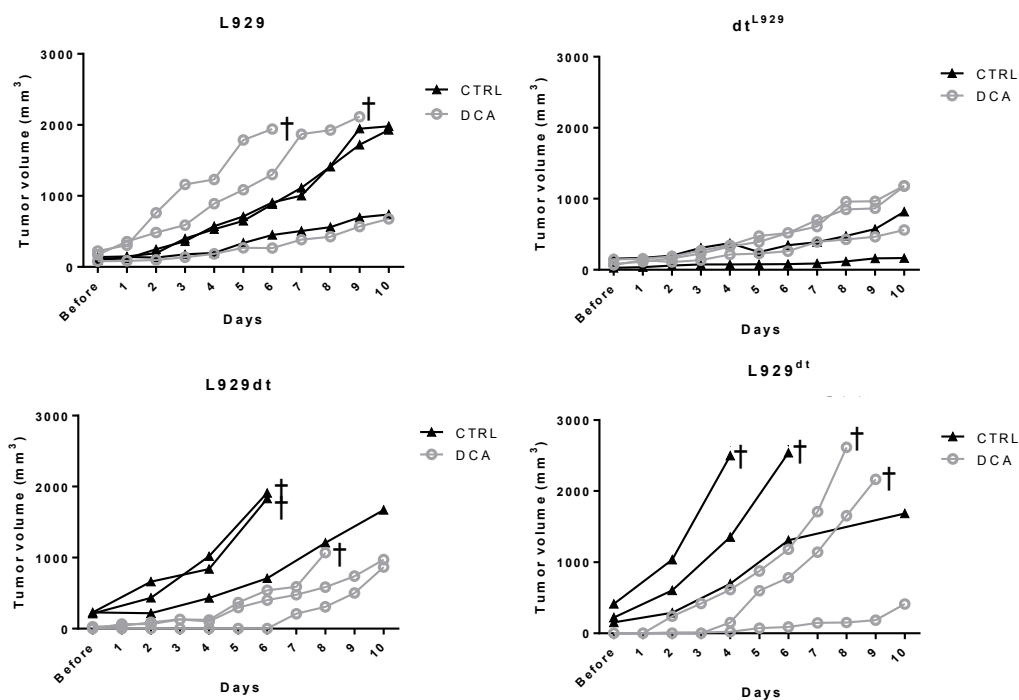 L929
Tumor volume (mm3)
3000
2000
1000
0
Before 1 2 3 4 5 6 7 8 9 10
Days
CTRL
DCA
†
†
dtL929
Tumor volume (mm3)
3000
2000
1000
0
Before 1 2 3 4 5 6 7 8 9 10
Days
CTRL
DCA
L929dt
Tumor volume (mm3)
3000
2000
1000
0
Before 1 2 3 4 5 6 7 8 9 10
Days
CTRL
DCA
†
†
†
L929dt
Tumor volume (mm3)
3000
2000
1000
0
Before 1 2 3 4 5 6 7 8 9 10
Days
CTRL
DCA
†
†
†
†